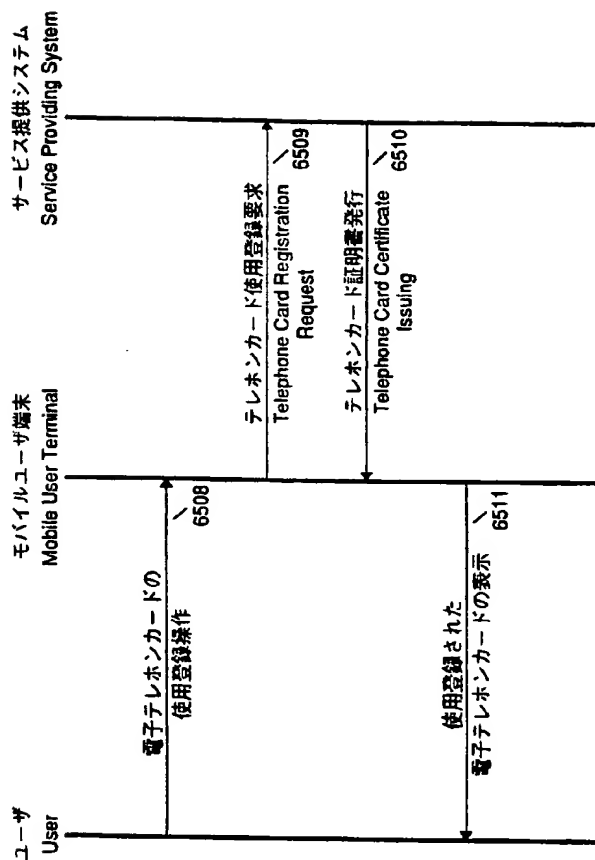 ユーザ
User
モバイルユーザ端末
Mobile User Terminal
サービス提供システム
Service Providing System
電子テレホンカードの
使用登録操作
6508
テレホンカード使用登録要求
Telephone Card Registration
Request
6509
テレホンカード証明書発行
Telephone Card Certificate
Issuing
6510
使用登録された
電子テレホンカードの表示
6511